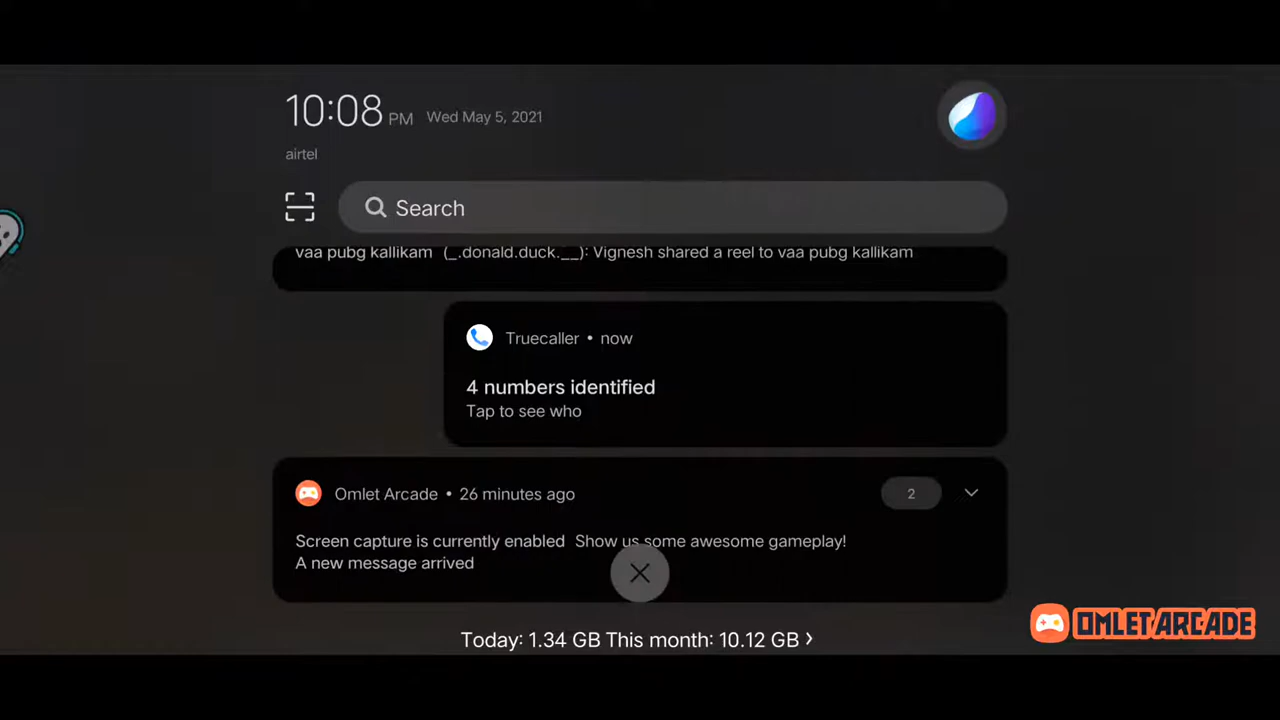 10:08 PM Wed May 5, 2021
airtel
Search
vaa pubg kallikam (_.donald.duck.__): Vignesh shared a reel to vaa pubg kallikam
Truecaller • now
4 numbers identified
Tap to see who
Omlet Arcade • 26 minutes ago 2
Screen capture is currently enabled Show us some awesome gameplay!
A new message arrived
OMLET ARCADE
Today: 1.34 GB This month: 10.12 GB